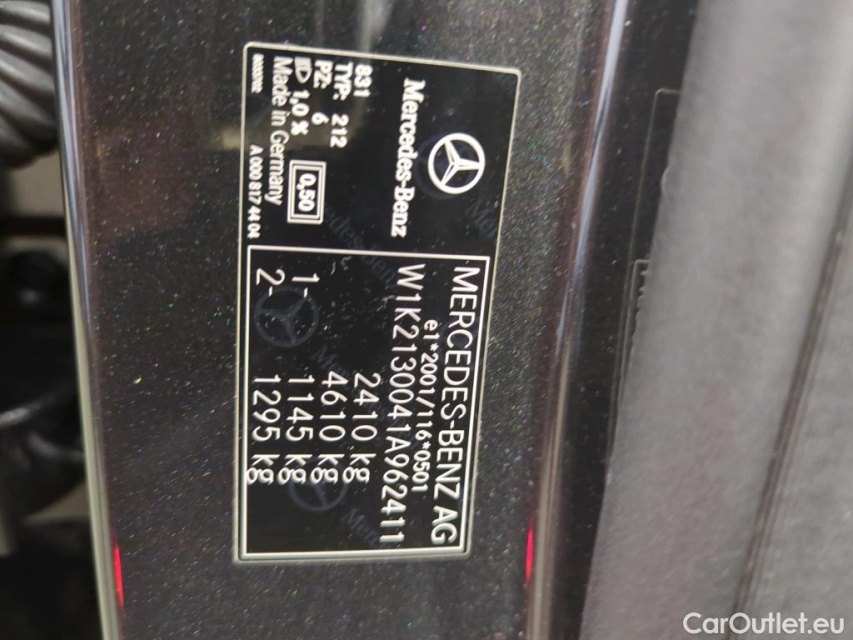 Mercedes-Benz
831
TYP: 212
PZ: 6
1,0 %
0,50
Made in Germany
A 000 817 44 04
MERCEDES-BENZ AG
e1*2001/116*0501
W1K2130041A962411
2410 kg
4610 kg
1- 1145 kg
2- 1295 kg
CarOutlet.eu